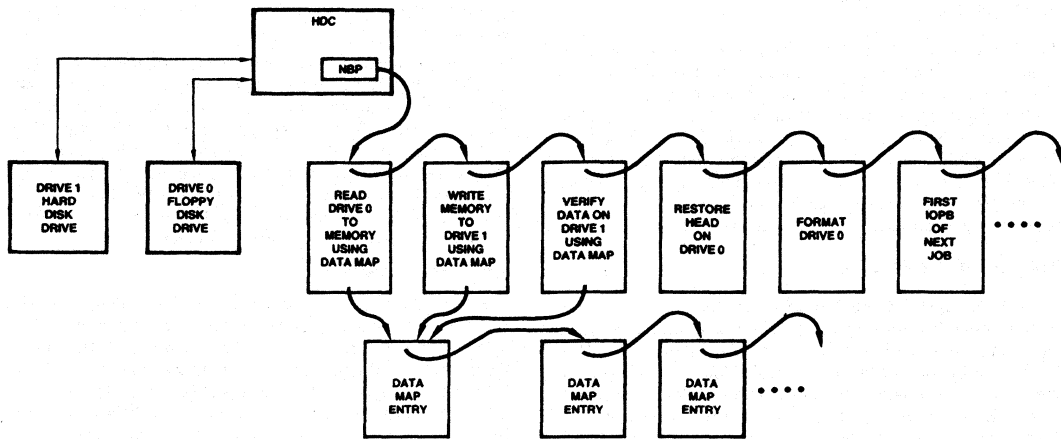 HDC
NBP
DRIVE 1
HARD
DISK
DRIVE
DRIVE 0
FLOPPY
DISK
DRIVE
READ
DRIVE 0
TO
MEMORY
USING
DATA MAP
WRITE
MEMORY
TO
DRIVE 1
USING
DATA MAP
VERIFY
DATA ON
DRIVE 1
USING
DATA MAP
RESTORE
HEAD
ON
DRIVE 0
FORMAT
DRIVE 0
FIRST
IOPB
OF
NEXT
JOB
DATA
MAP
ENTRY
DATA
MAP
ENTRY
DATA
MAP
ENTRY